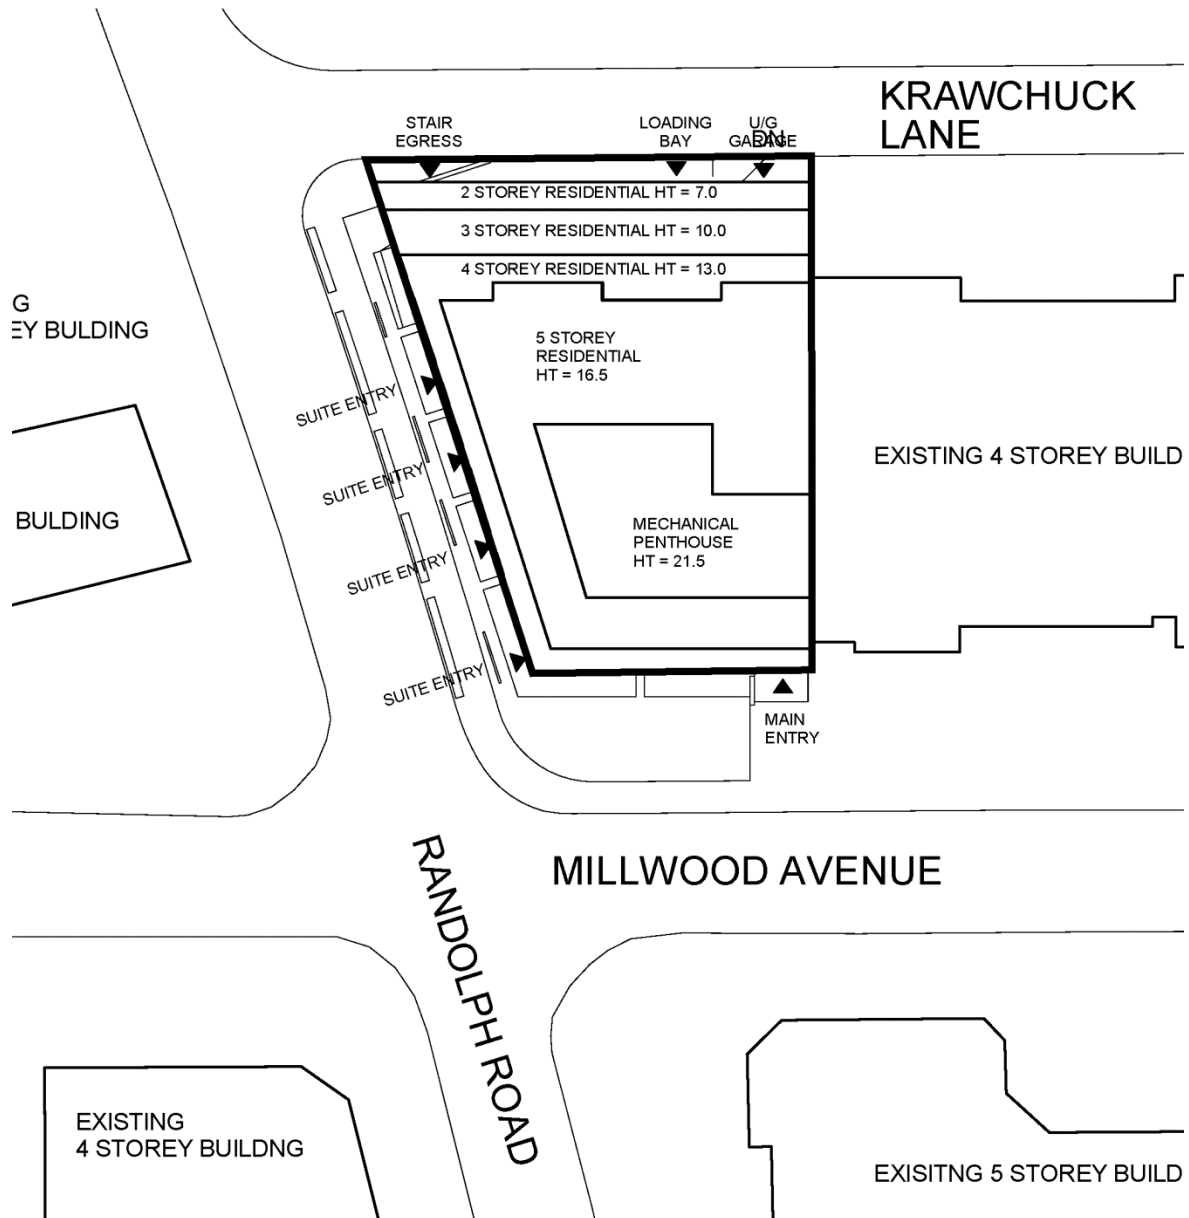 KRAWCHUCK
LANE
STAIR
EGRESS
LOADING
BAY
U/G
GARAGE
DN
2 STOREY RESIDENTIAL HT = 7.0
3 STOREY RESIDENTIAL HT = 10.0
4 STOREY RESIDENTIAL HT = 13.0
G
EY BULDING
5 STOREY
RESIDENTIAL
HT = 16.5
SUITE ENTRY
EXISTING 4 STOREY BUILD
SUITE ENTRY
BULDING
MECHANICAL
PENTHOUSE
HT = 21.5
SUITE ENTRY
SUITE ENTRY
MAIN
ENTRY
MILLWOOD AVENUE
RANDOLPH ROAD
EXISTING
4 STOREY BUILDNG
EXISITNG 5 STOREY BUILD